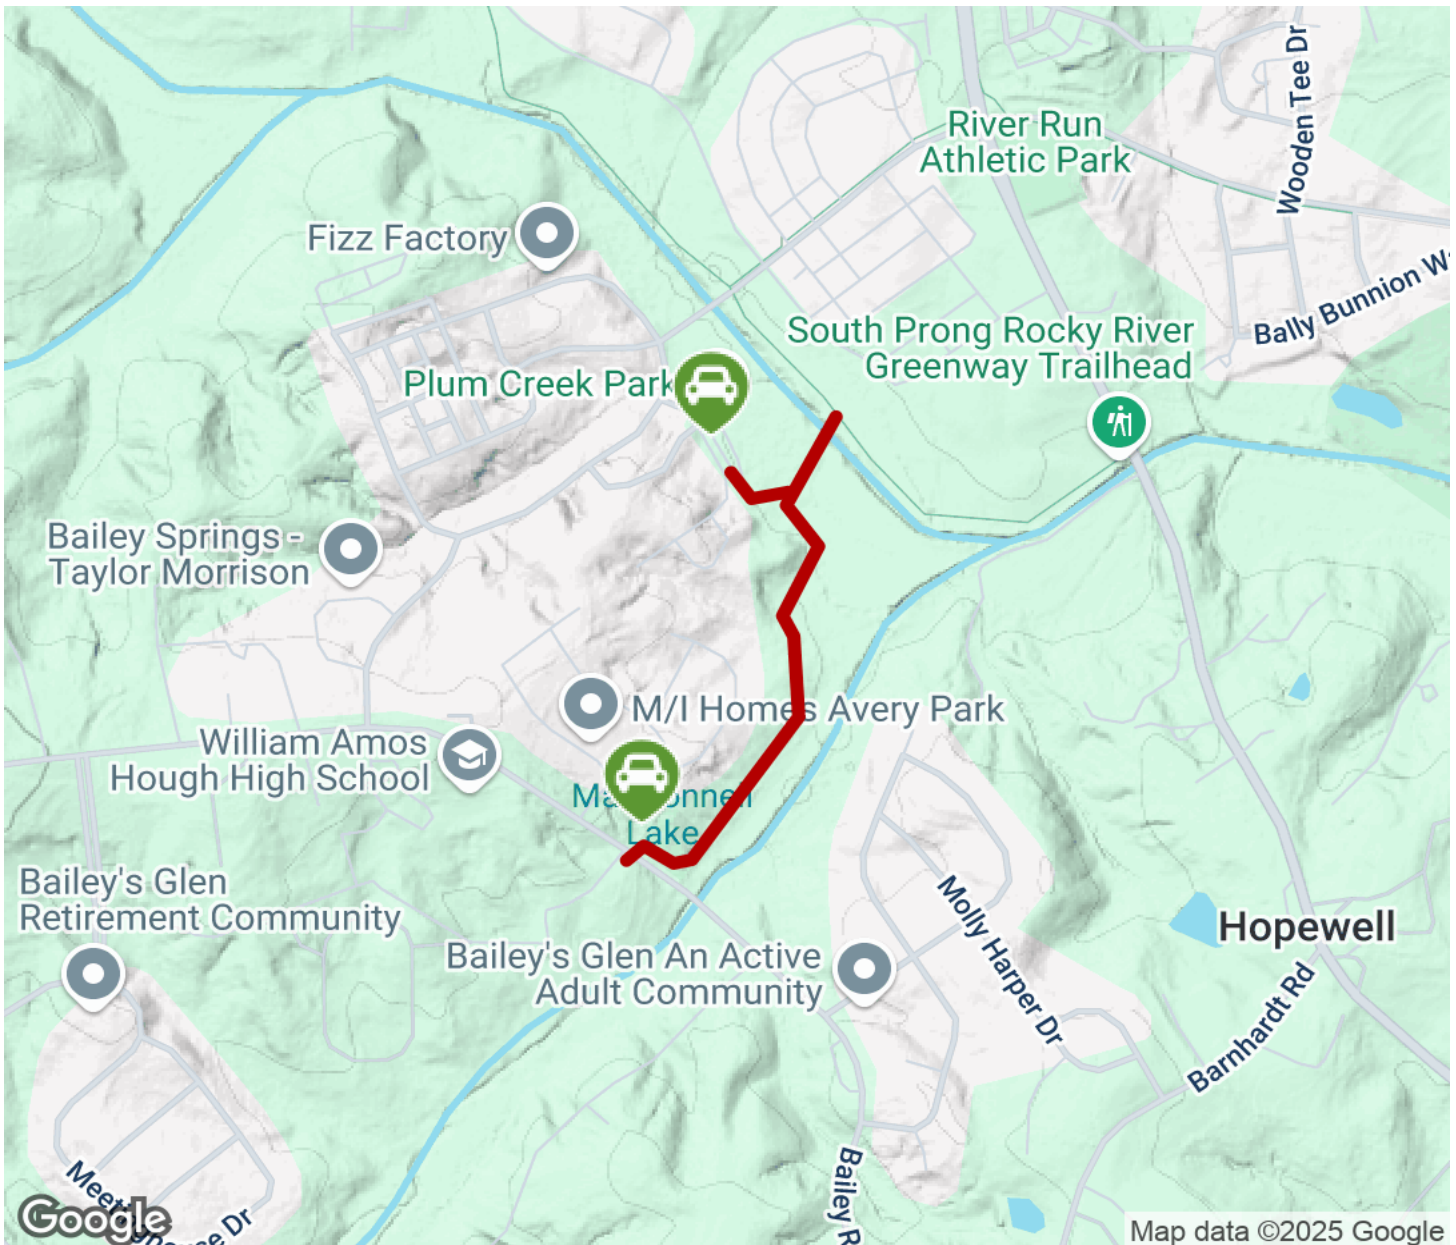 Wooden Tee Dr
River Run
Athletic Park
Fizz Factory
Bally Bunnion
South Prong Rocky River
Greenway Trailhead
Plum Creek Park
Bailey Springs -
Taylor Morrison
M/I Homes Avery Park
William Amos
Hough High School
Lake
Bailey's Glen
Retirement Community
Molly Harper Dr
Hopewell
Bailey's Glen An Active
Adult Community
Barnhardt Rd
Bailey R
Dr
Google
Map data ©2025 Google